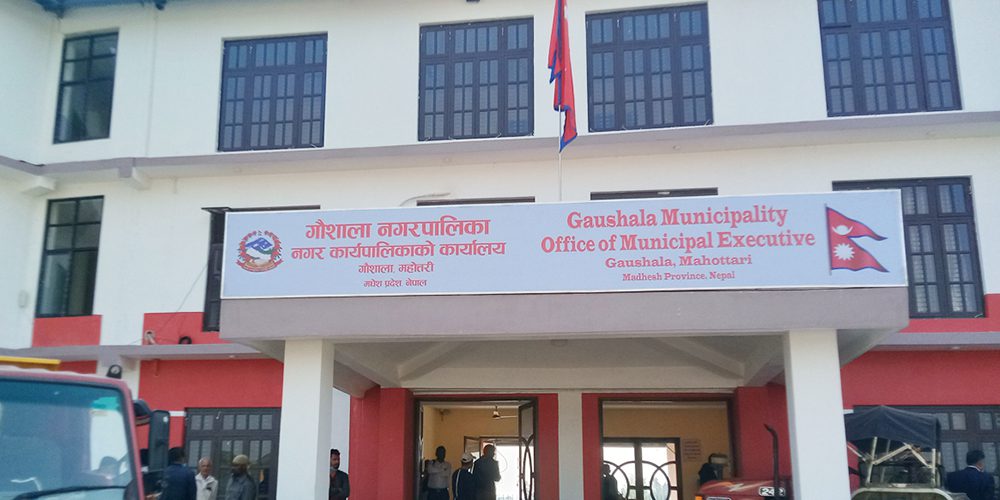 गौशाला नगरपालिका
नगर कार्यपालिकाको कार्यालय
गौशाला, महोत्तरी
मधेश प्रदेश, नेपाल
Gaushala Municipality
Office of Municipal Executive
Gaushala, Mahottari
Madhesh Province, Nepal